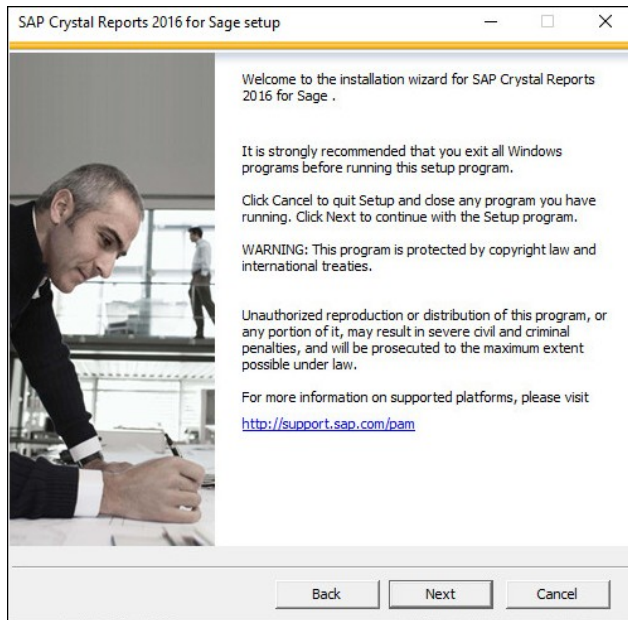 SAP Crystal Reports 2016 for Sage setup
Welcome to the installation wizard for SAP Crystal Reports
2016 for Sage .
It is strongly recommended that you exit all Windows
programs before running this setup program.
Click Cancel to quit Setup and close any program you have
running. Click Next to continue with the Setup program.
WARNING: This program is protected by copyright law and
international treaties.
Unauthorized reproduction or distribution of this program, or
any portion of it, may result in severe civil and criminal
penalties, and will be prosecuted to the maximum extent
possible under law.
For more information on supported platforms, please visit
http://support.sap.com/pam
Back Next Cancel